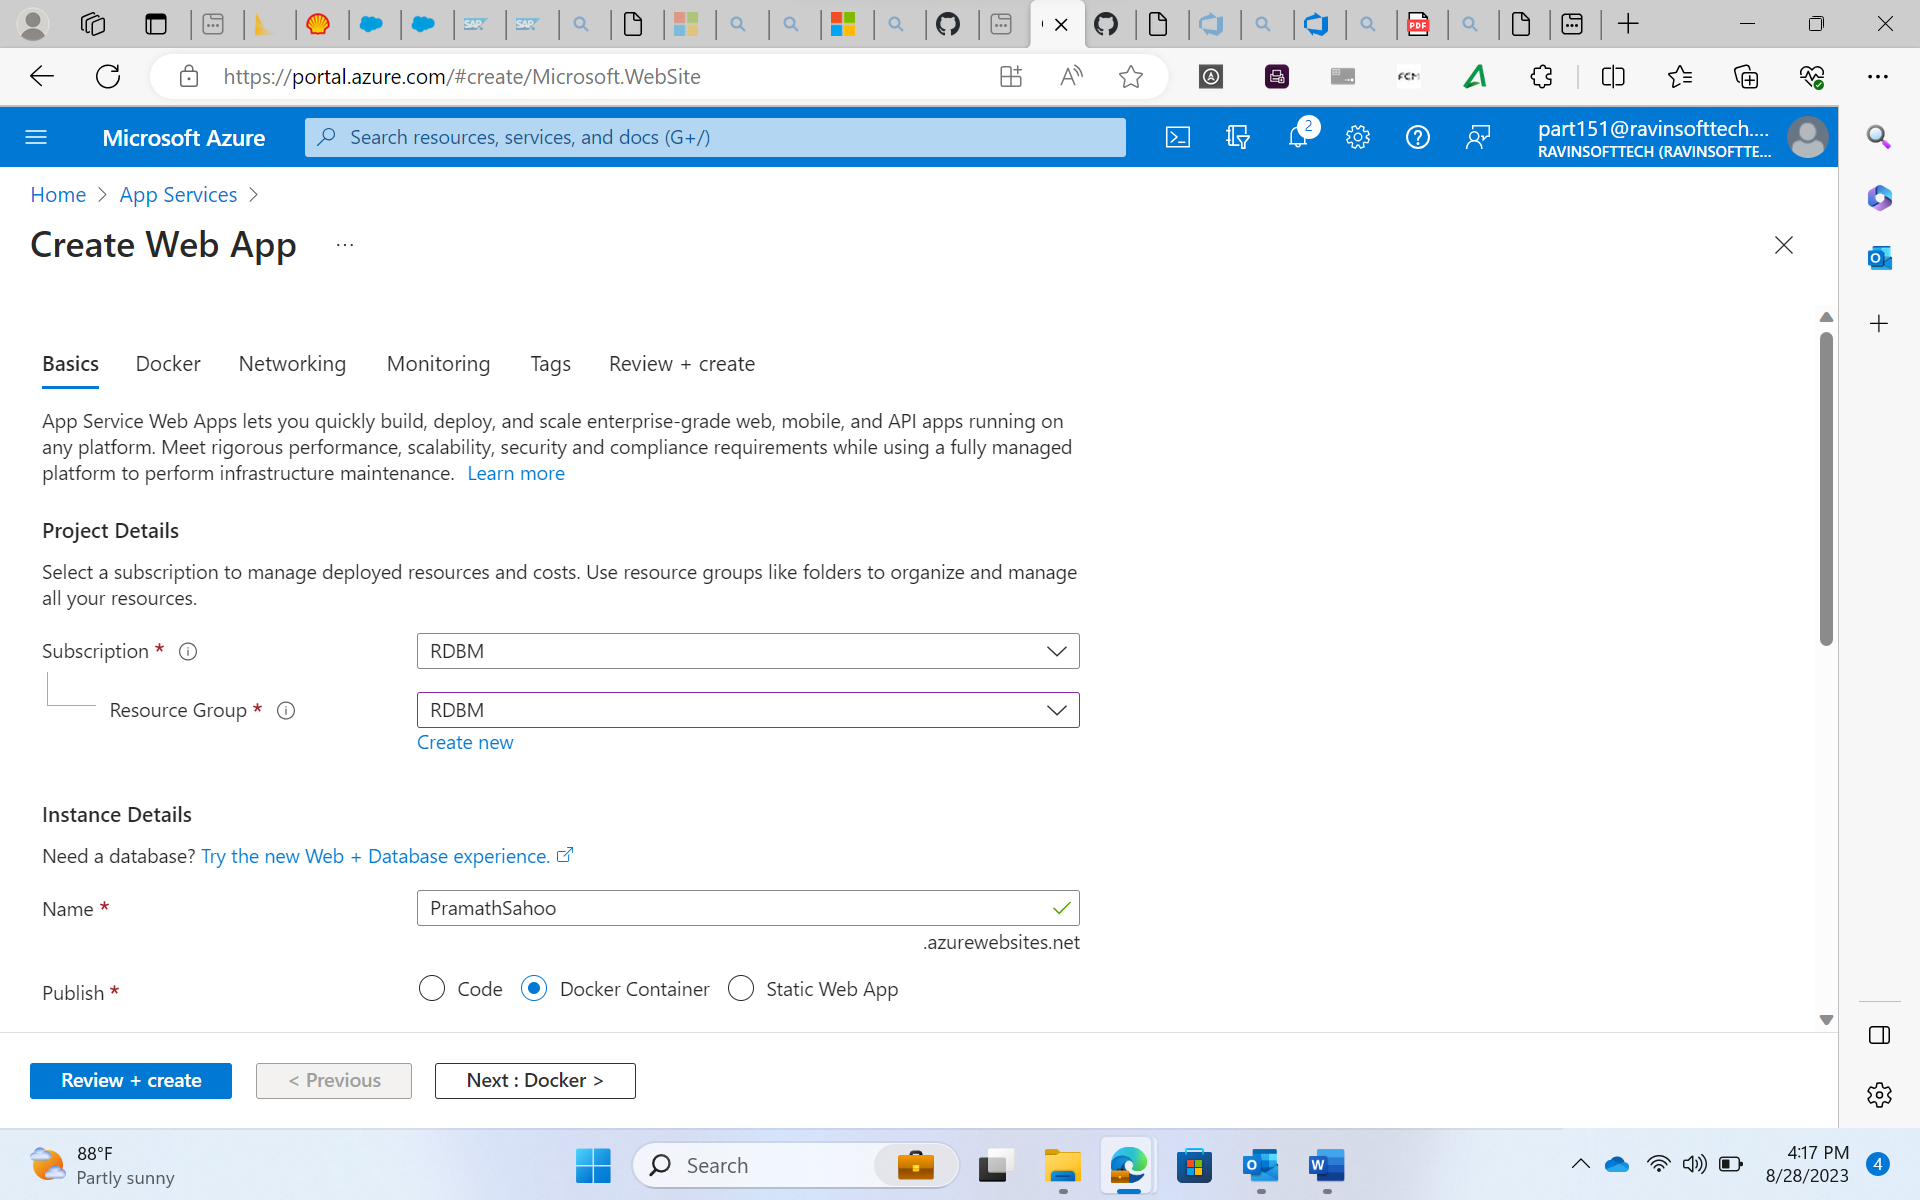 https://portal.azure.com/#create/Microsoft.WebSite
Microsoft Azure
Search resources, services, and docs (G+/)
2
part151@ravinsofttech....
RAVINSOFTTECH (RAVINSOFTTE...
Home > App Services >
Create Web App ...
Basics Docker Networking Monitoring Tags Review + create
App Service Web Apps lets you quickly build, deploy, and scale enterprise-grade web, mobile, and API apps running on
any platform. Meet rigorous performance, scalability, security and compliance requirements while using a fully managed
platform to perform infrastructure maintenance. Learn more
Project Details
Select a subscription to manage deployed resources and costs. Use resource groups like folders to organize and manage
all your resources.
Subscription * RDBM
Resource Group * RDBM
Create new
Instance Details
Need a database? Try the new Web + Database experience.
Name * PramathSahoo
.azurewebsites.net
Publish * Code Docker Container Static Web App
Review + create < Previous Next : Docker >
88°F
Partly sunny
Search
4:17 PM
8/28/2023
4